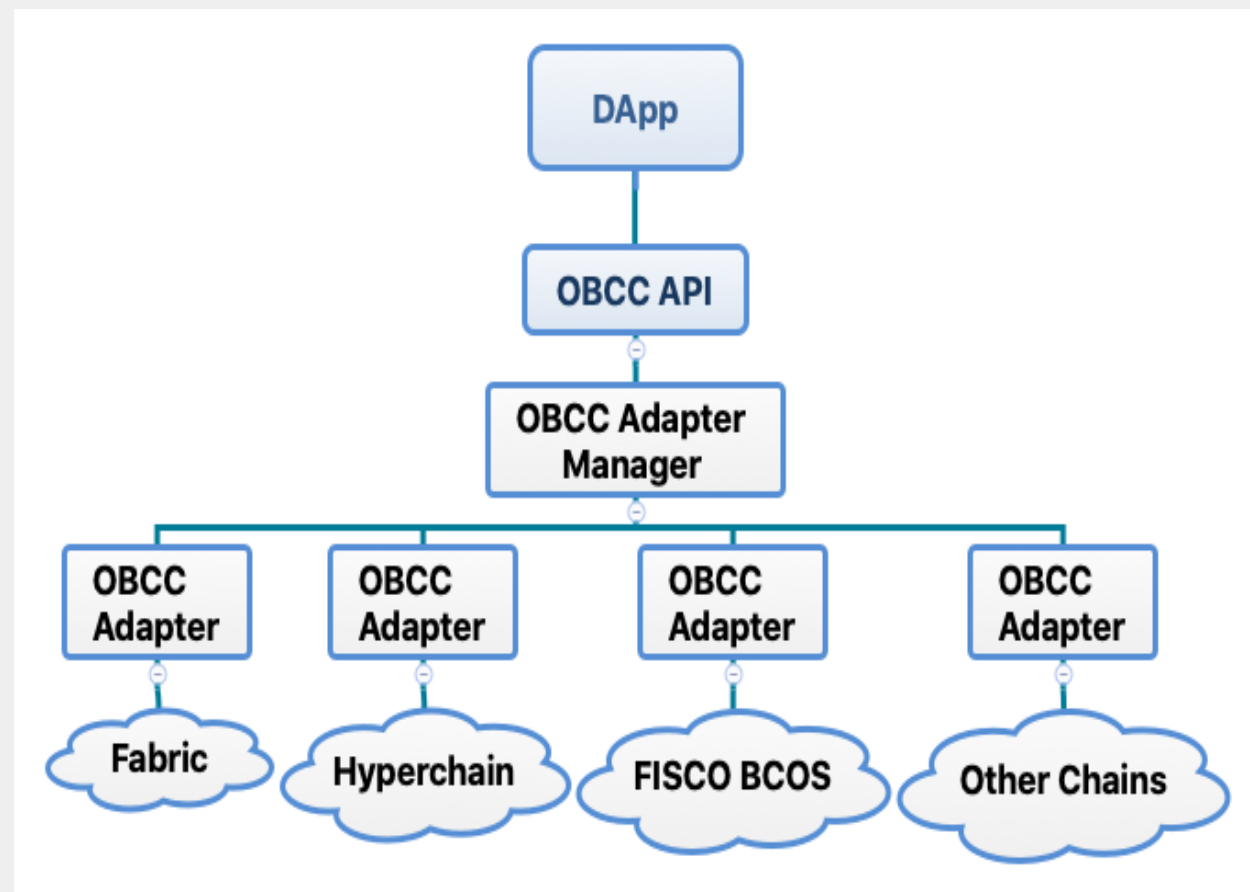 DApp
OBCC API
OBCC Adapter
Manager
OBCC
Adapter
OBCC
Adapter
OBCC
Adapter
OBCC
Adapter
Fabric
Hyperchain
FISCO BCOS
Other Chains